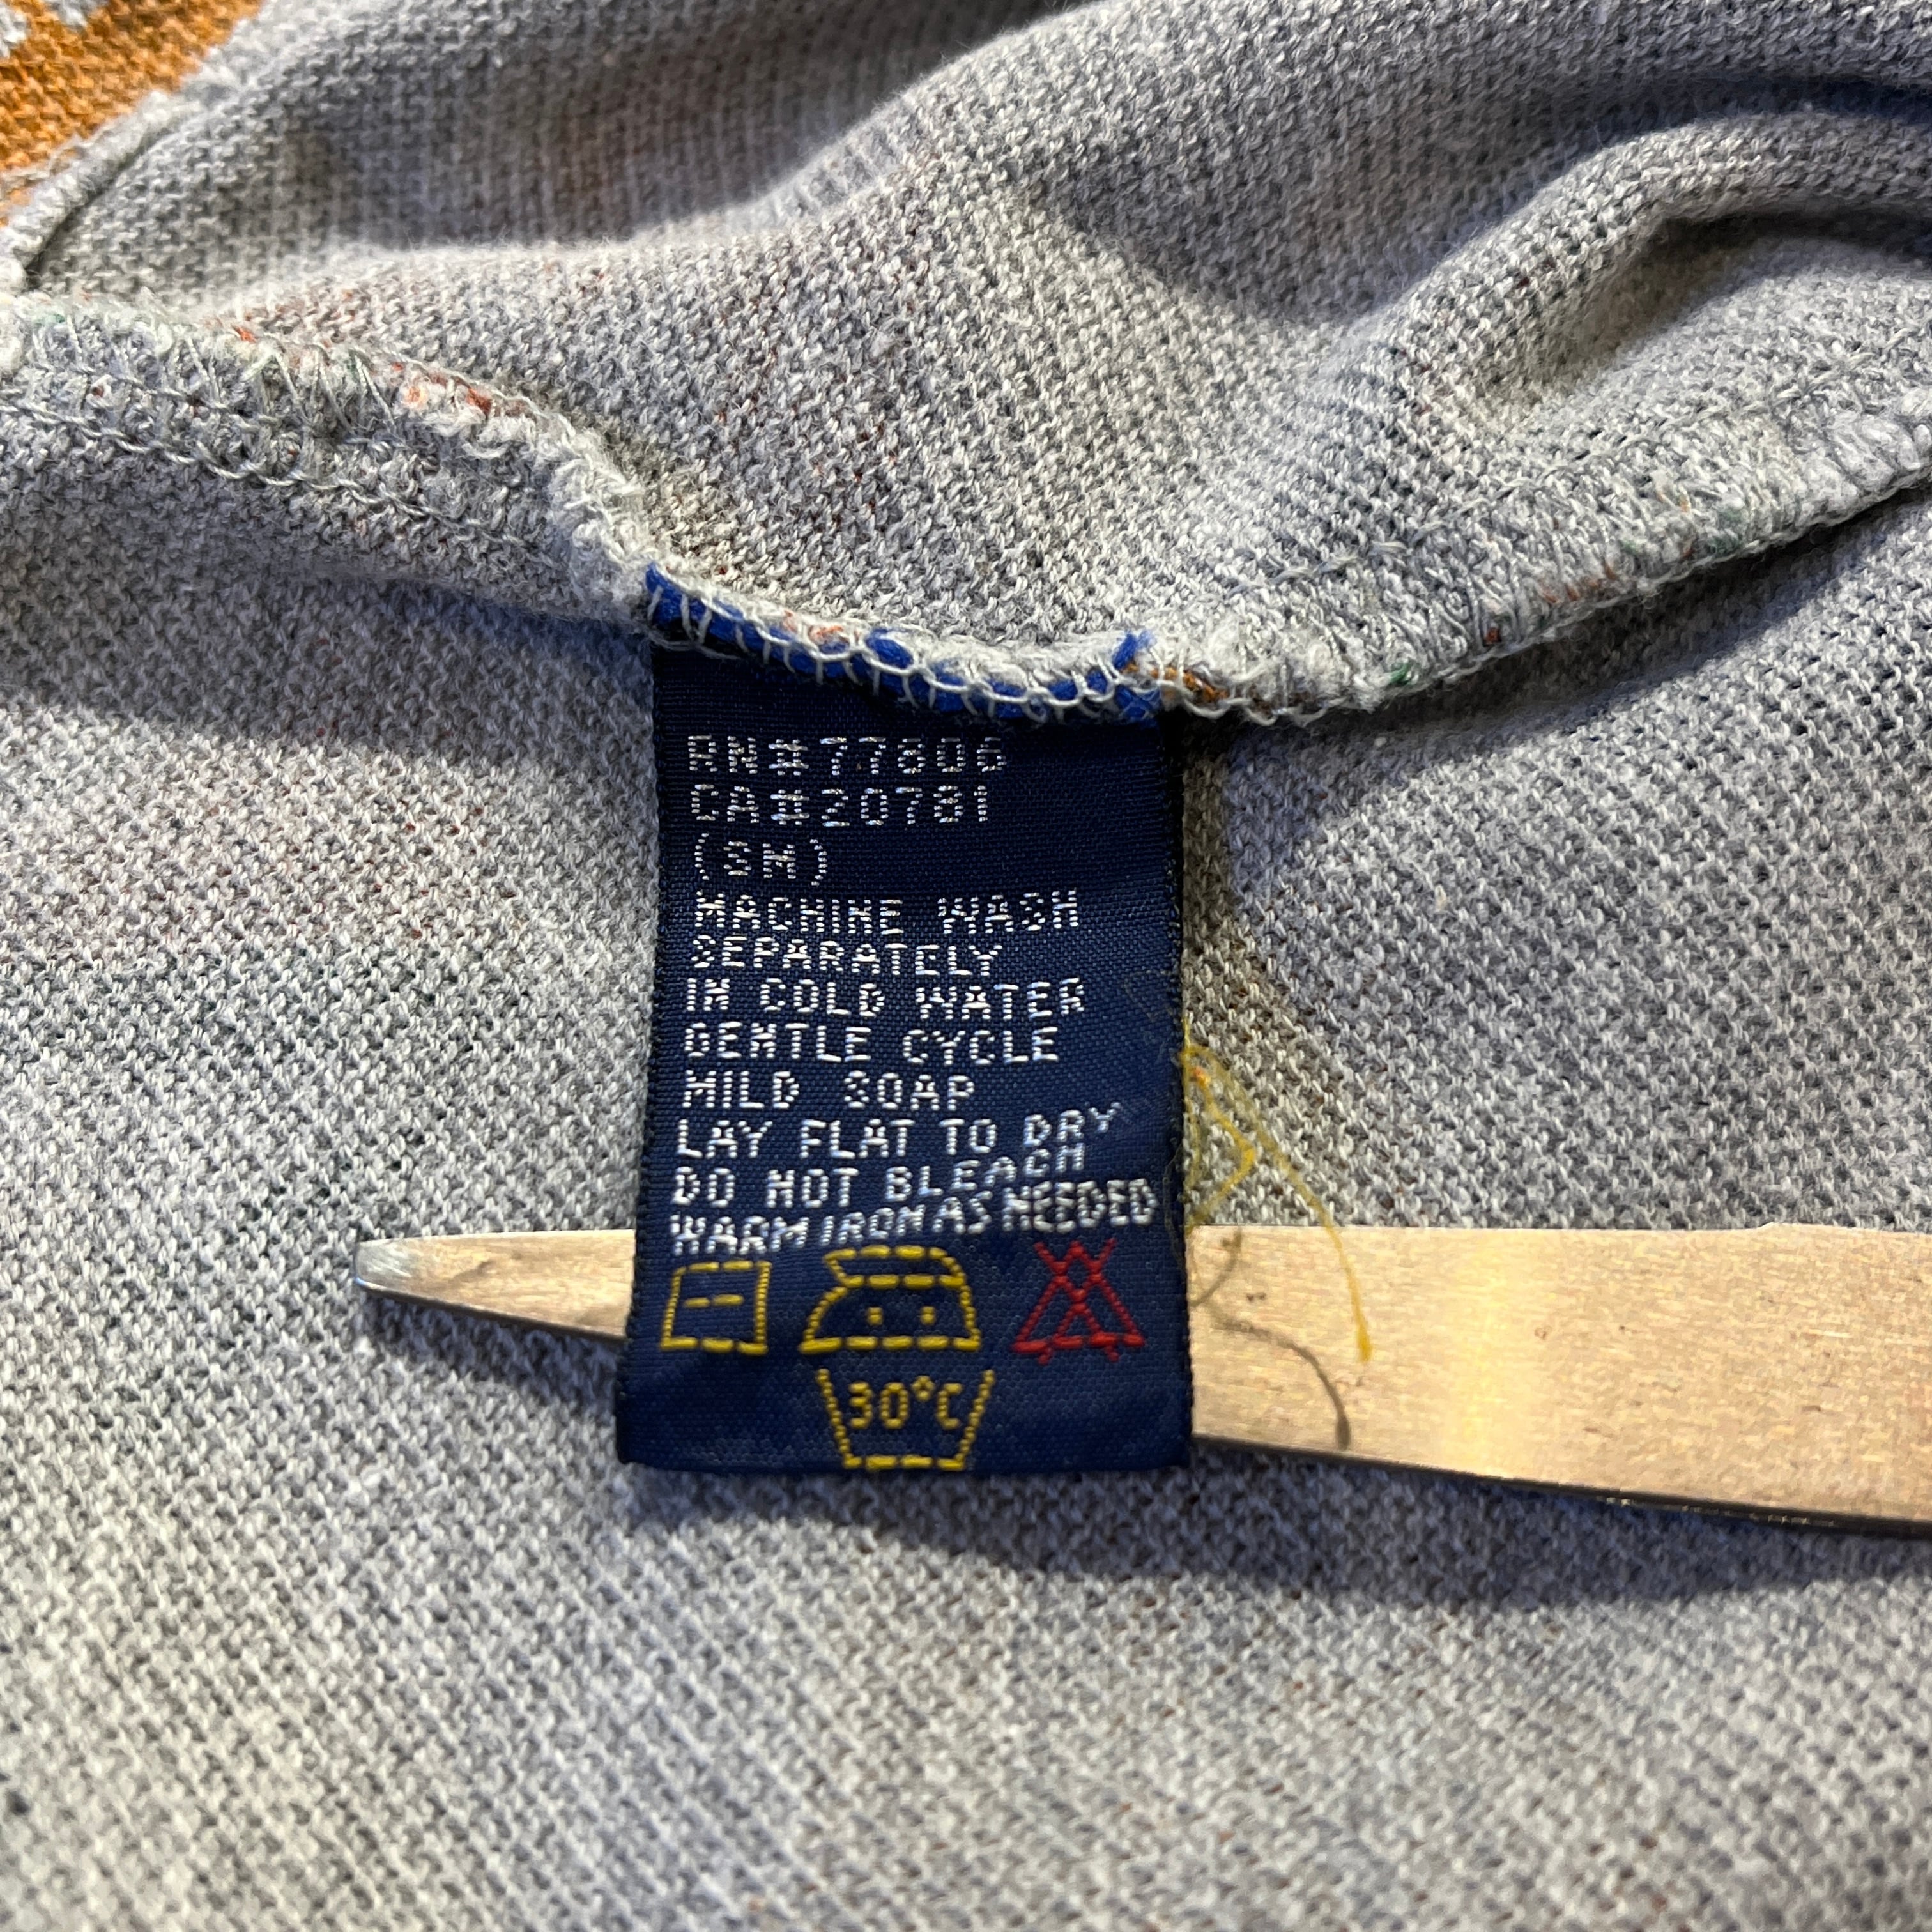 RN#77806
CA#20781
(SM)
MACHINE WASH
SEPARATELY
IN COLD WATER
GENTLE CYCLE
MILD SOAP
LAY FLAT TO DRY
DO NOT BLEACH
WARM IRON AS NEEDED
30°C